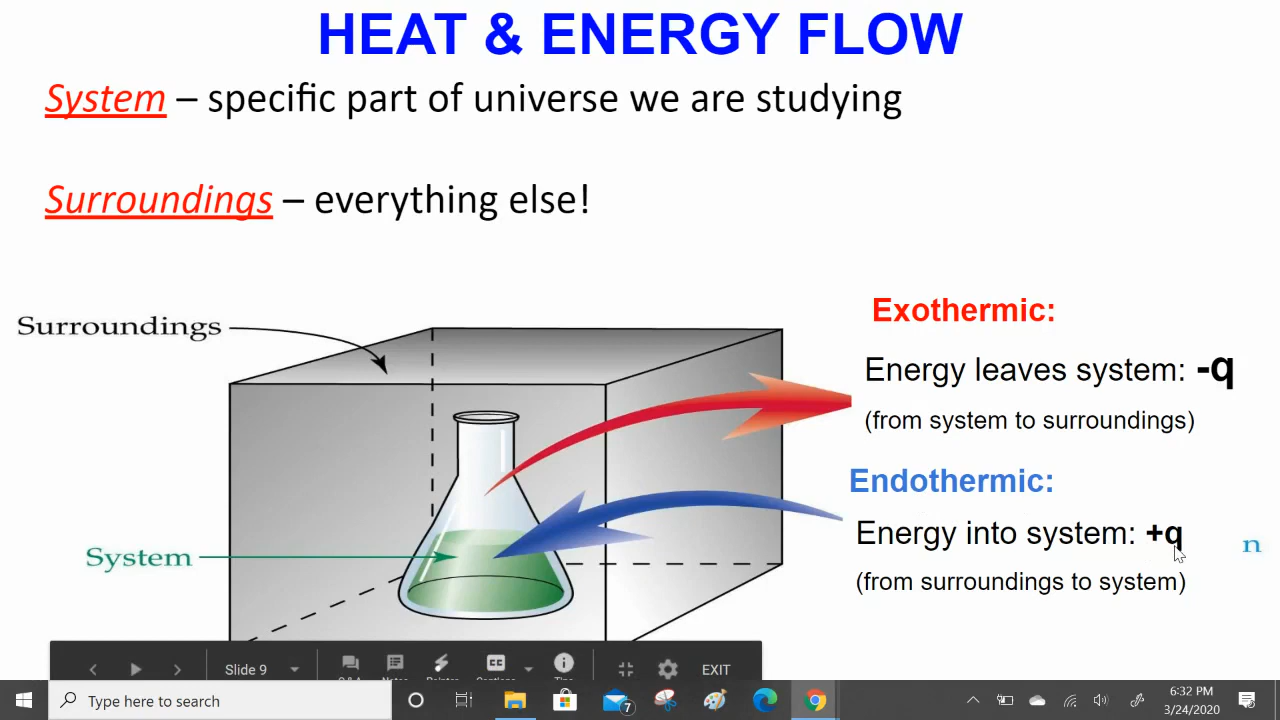 HEAT & ENERGY FLOW
System – specific part of universe we are studying
Surroundings – everything else!
Surroundings
System
Exothermic:
Energy leaves system: -q
(from system to surroundings)
Endothermic:
Energy into system: +q
(from surroundings to system)
n
Slide 9
EXIT
Type here to search
7
6:32 PM
3/24/2020